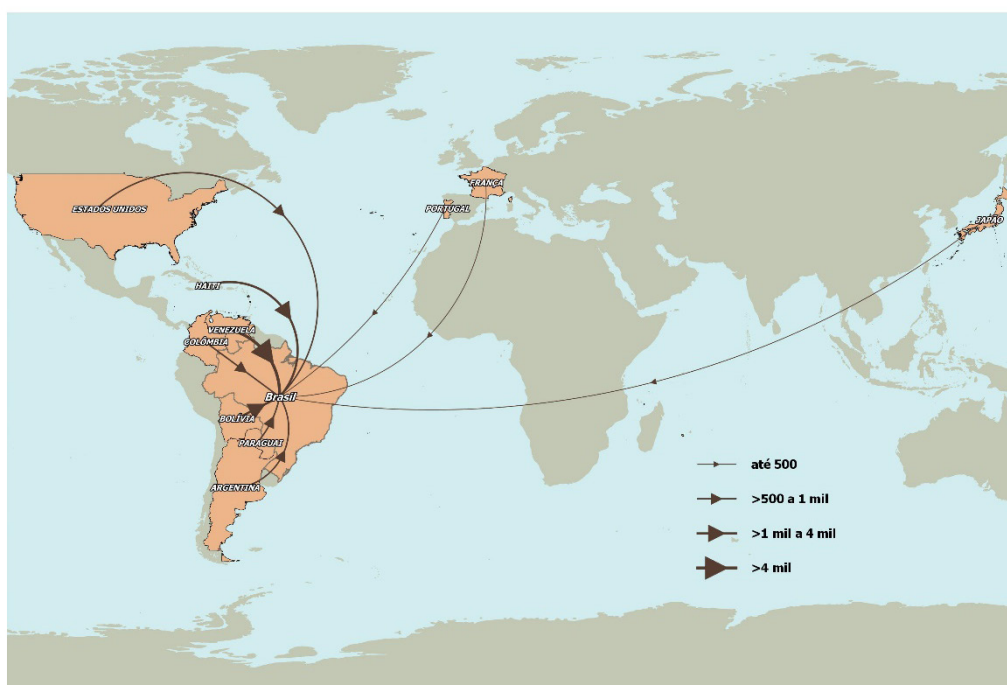 ESTADOS UNIDOS
FRANÇA
PORTUGAL
JAPÃO
HAITI
VENEZUELA
COLÔMBIA
Brasil
BOLÍVIA
PARAGUAI
ARGENTINA
até 500
>500 a 1 mil
>1 mil a 4 mil
>4 mil